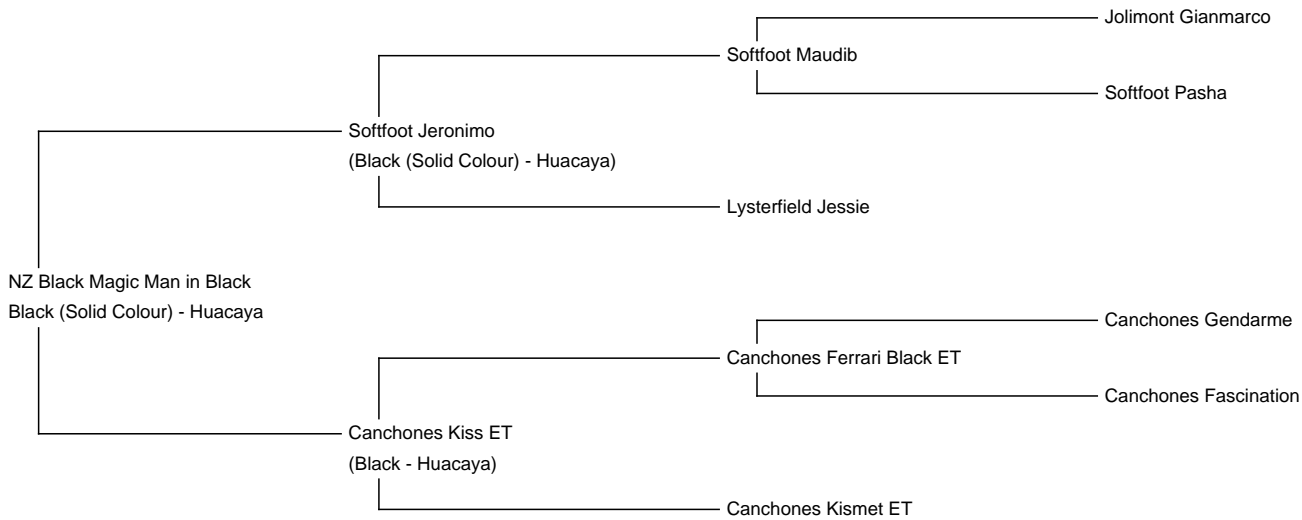 Jolimont Gianmarco
Softfoot Maudib
Softfoot Pasha
Softfoot Jeronimo
(Black (Solid Colour) - Huacaya)
Lysterfield Jessie
NZ Black Magic Man in Black
Black (Solid Colour) - Huacaya
Canchones Gendarme
Canchones Ferrari Black ET
Canchones Fascination
Canchones Kiss ET
(Black - Huacaya)
Canchones Kismet ET